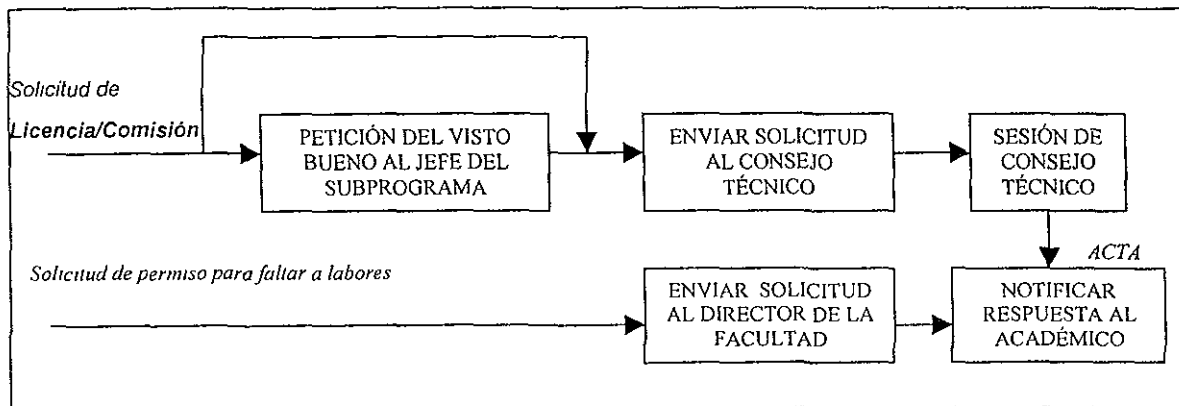 Solicitud de
Licencia/Comisión
PETICIÓN DEL VISTO
BUENO AL JEFE DEL
SUBPROGRAMA
ENVIAR SOLICITUD
AL CONSEJO
TÉCNICO
SESIÓN DE
CONSEJO
TÉCNICO
ACTA
Solicitud de permiso para faltar a labores
ENVIAR SOLICITUD
AL DIRECTOR DE LA
FACULTAD
NOTIFICAR
RESPUESTA AL
ACADÉMICO